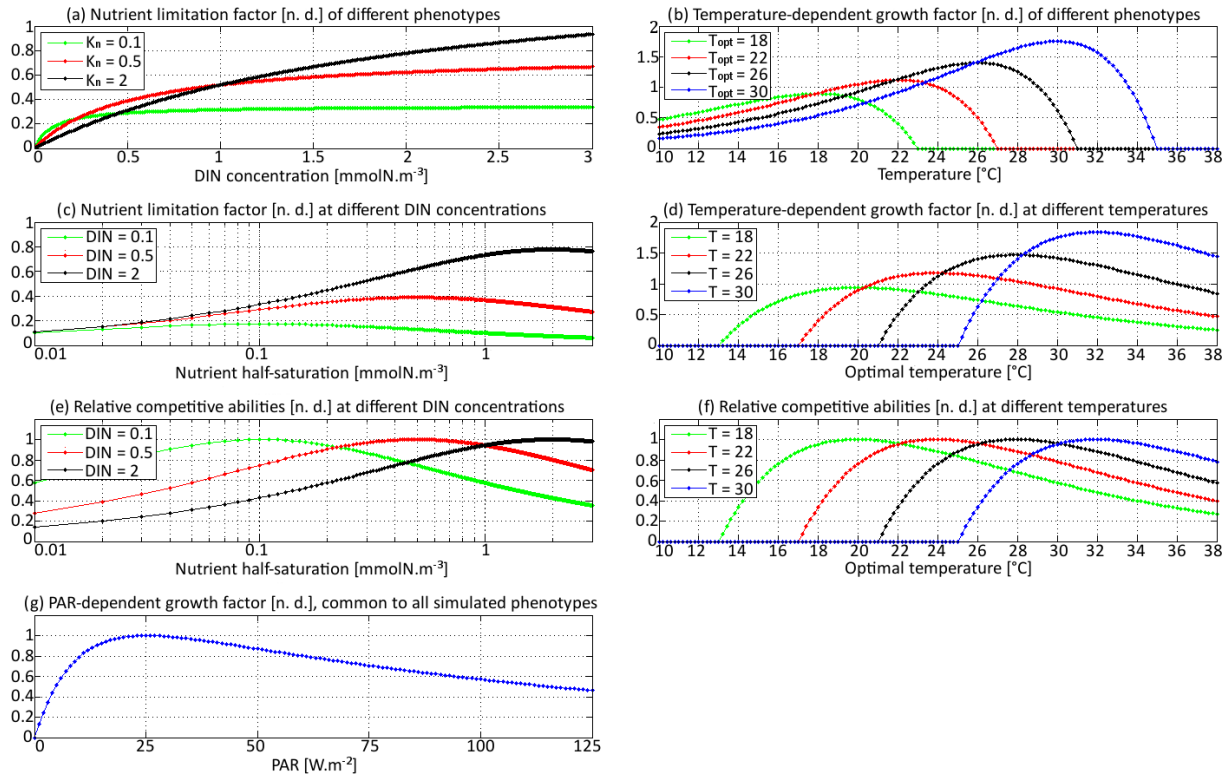 (a) Nutrient limitation factor [n. d.] of different phenotypes
1
0.8
0.6
0.4
0.2
0
Kn = 0.1
Kn = 0.5
Kn = 2
0 0.5 1 1.5 2 2.5 3
DIN concentration [mmolN.m-³]
(b) Temperature-dependent growth factor [n. d.] of different phenotypes
2
1.5
1
0.5
0
Topt = 18
Topt = 22
Topt = 26
Topt = 30
10 12 14 16 18 20 22 24 26 28 30 32 34 36 38
Temperature [°C]
(c) Nutrient limitation factor [n. d.] at different DIN concentrations
1
0.8
0.6
0.4
0.2
0
DIN = 0.1
DIN = 0.5
DIN = 2
0.01 0.1 1
Nutrient half-saturation [mmolN.m-³]
(d) Temperature-dependent growth factor [n. d.] at different temperatures
2
1.5
1
0.5
0
T = 18
T = 22
T = 26
T = 30
10 12 14 16 18 20 22 24 26 28 30 32 34 36 38
Optimal temperature [°C]
(e) Relative competitive abilities [n. d.] at different DIN concentrations
1
0.8
0.6
0.4
0.2
0
DIN = 0.1
DIN = 0.5
DIN = 2
0.01 0.1 1
Nutrient half-saturation [mmolN.m-³]
(f) Relative competitive abilities [n. d.] at different temperatures
1
0.8
0.6
0.4
0.2
0
T = 18
T = 22
T = 26
T = 30
10 12 14 16 18 20 22 24 26 28 30 32 34 36 38
Optimal temperature [°C]
(g) PAR-dependent growth factor [n. d.], common to all simulated phenotypes
1
0.8
0.6
0.4
0.2
0
0 25 50 75 100 125
PAR [W.m-²]